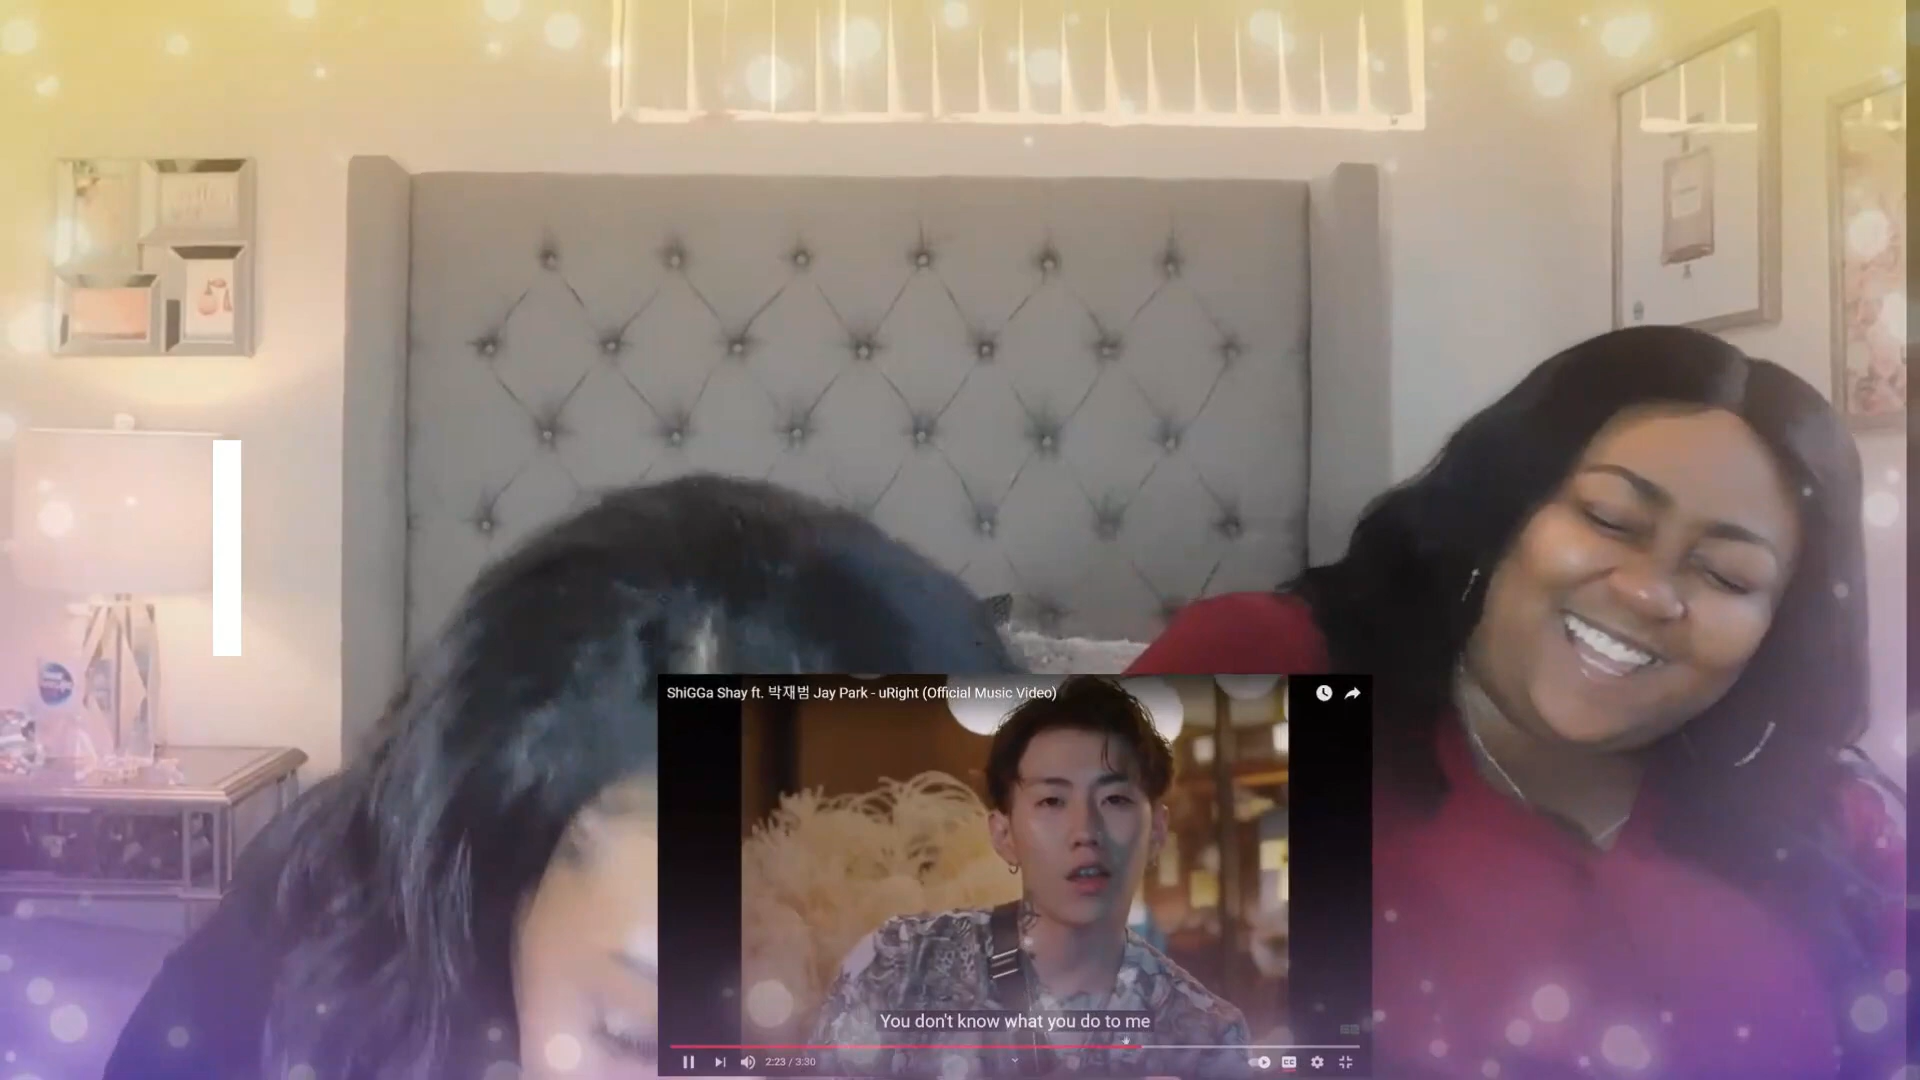 ShiGGa Shay ft. 박재범 Jay Park - uRight (Official Music Video)
You don't know what you do to me
2:23 / 3:30